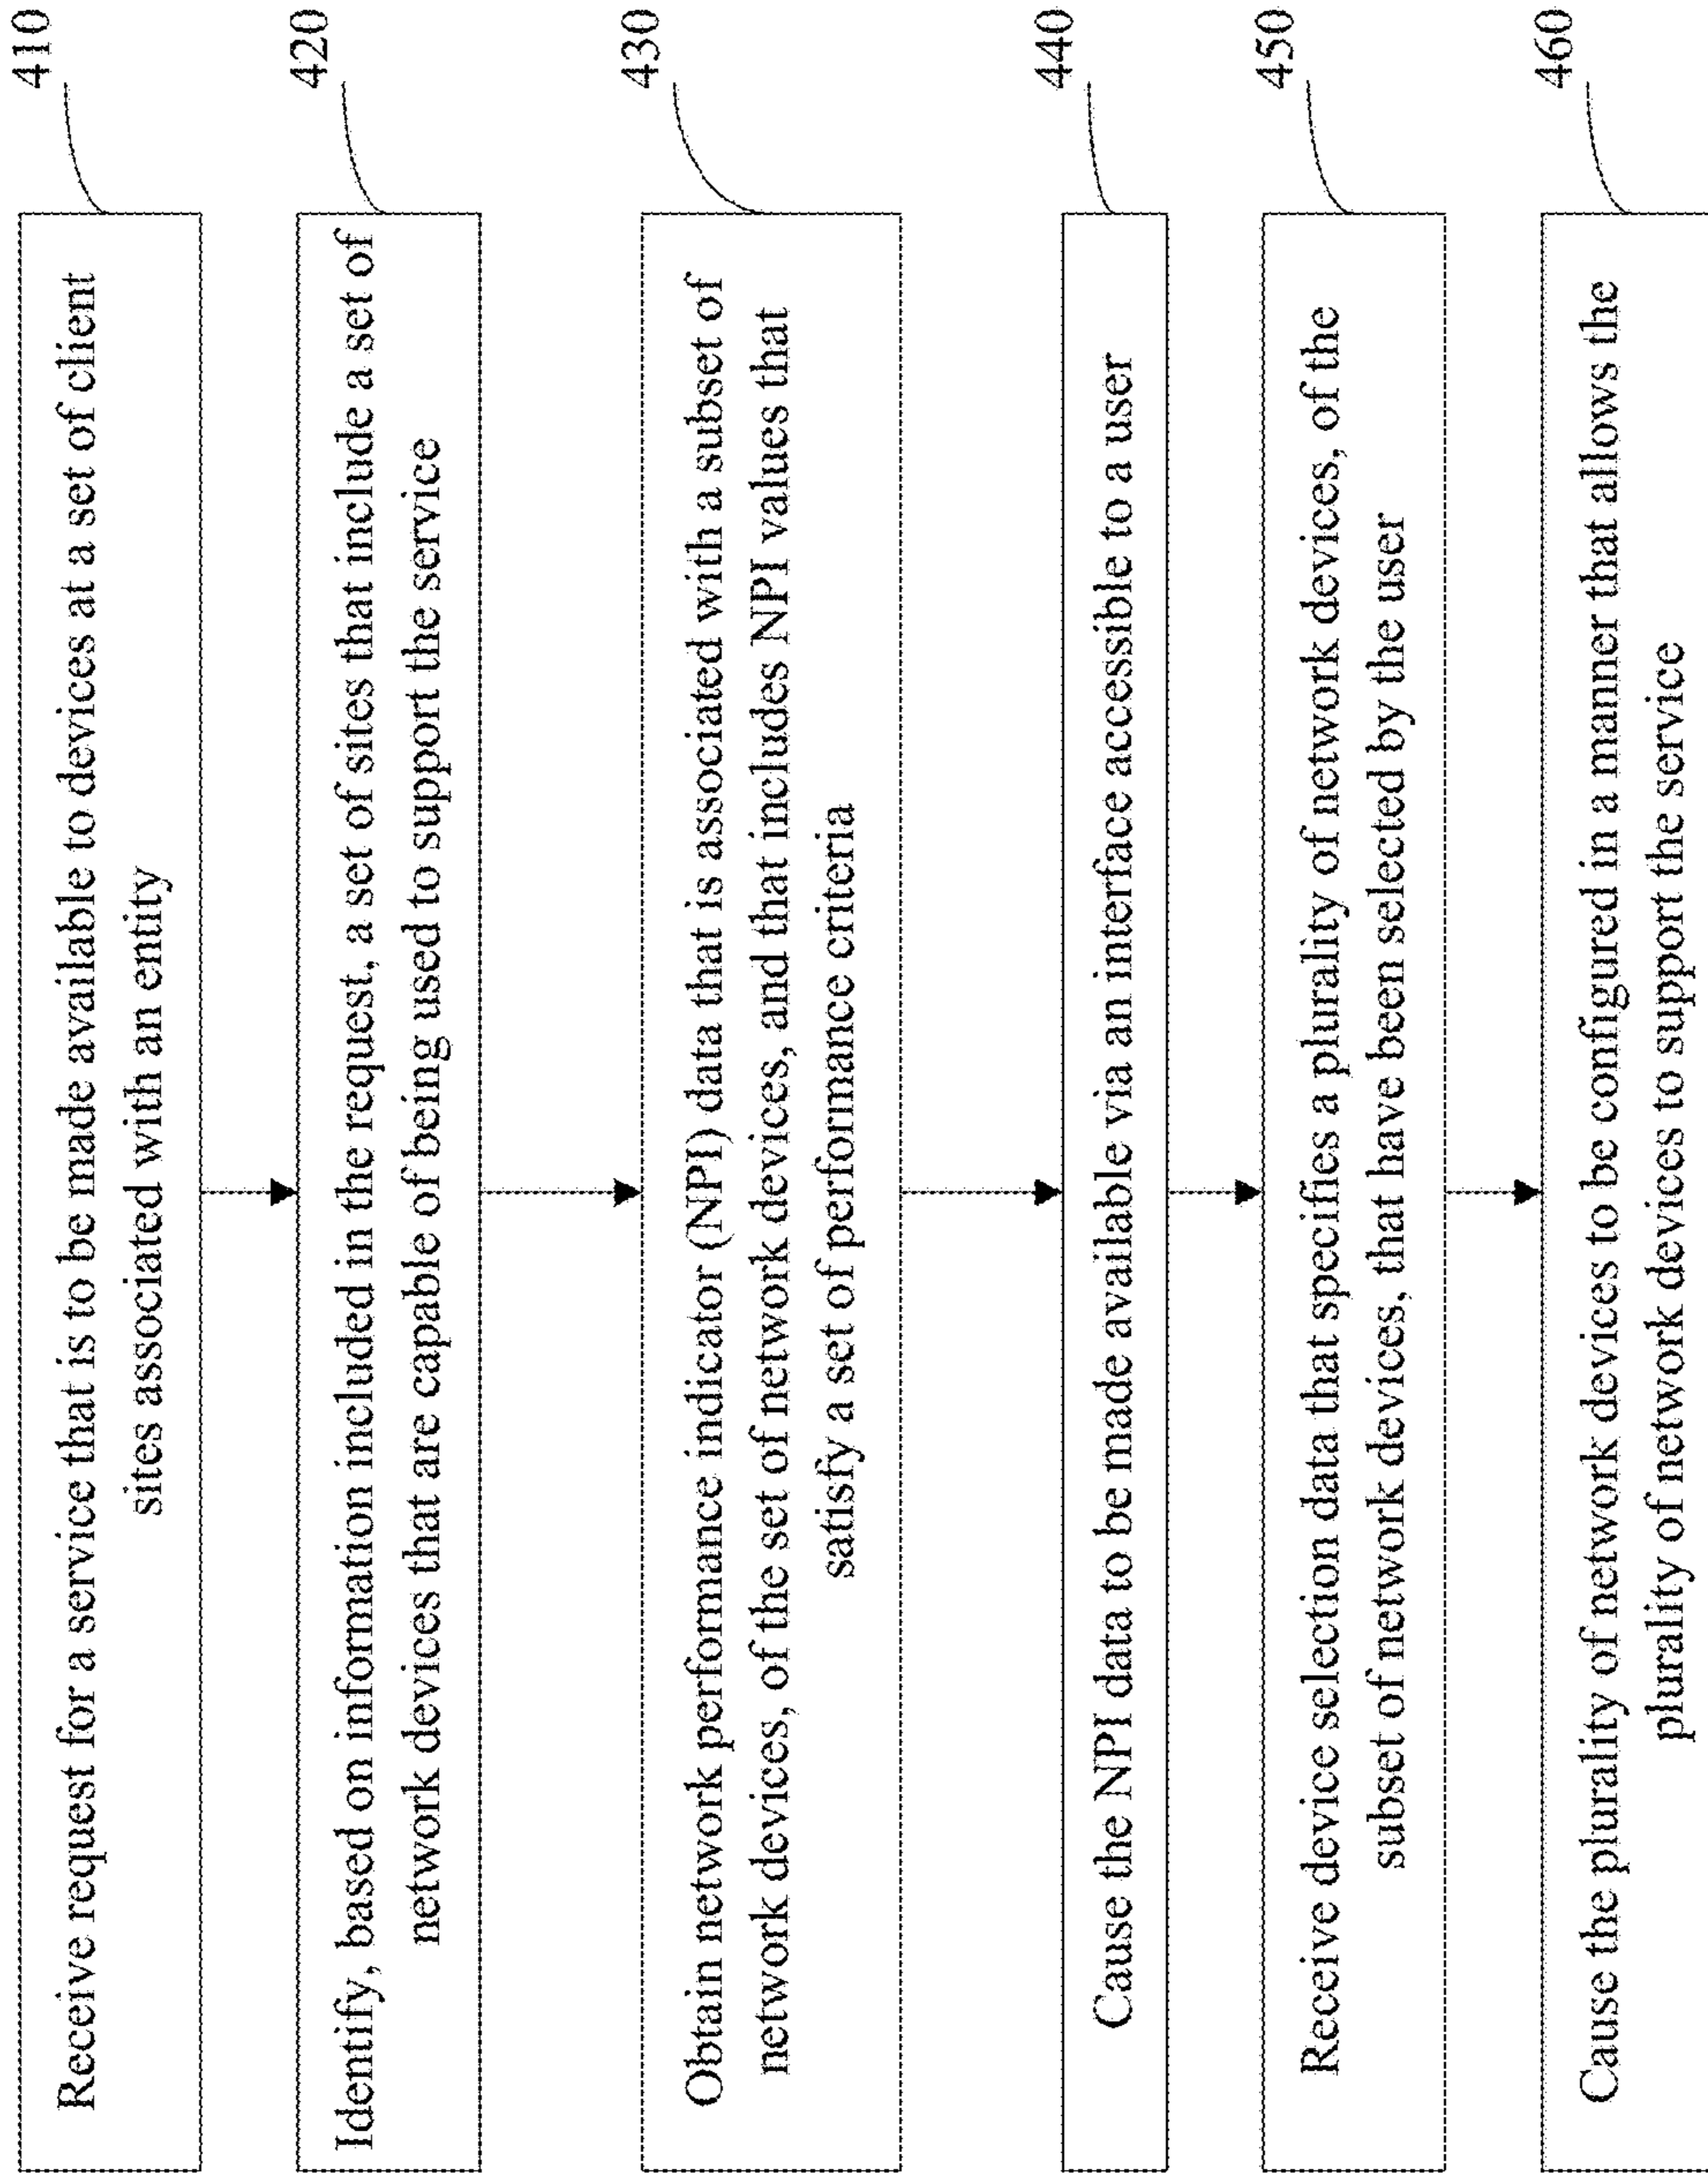 410
Receive request for a service that is to be made available to devices at a set of client
sites associated with an entity
420
Identify, based on information included in the request, a set of sites that include a set of
network devices that are capable of being used to support the service
430
Obtain network performance indicator (NPI) data that is associated with a subset of
network devices, of the set of network devices, and that includes NPI values that
satisfy a set of performance criteria
440
Cause the NPI data to be made available via an interface accessible to a user
450
Receive device selection data that specifies a plurality of network devices, of the
subset of network devices, that have been selected by the user
460
Cause the plurality of network devices to be configured in a manner that allows the
plurality of network devices to support the service